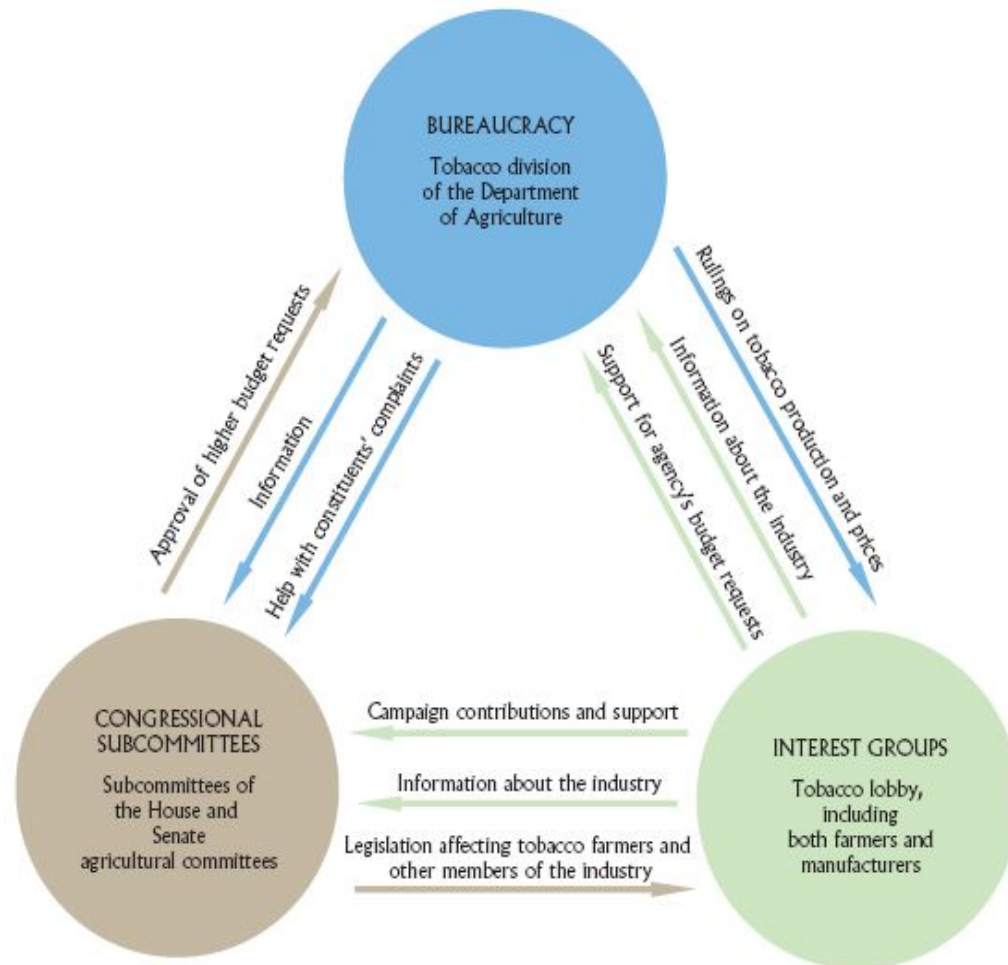 BUREAUCRACY
Tobacco division
of the Department
of Agriculture
Approval of higher budget requests
Information
Help with constituents' complaints
Support for agency's budget requests
Information about the industry
Rulings on tobacco production and prices
CONGRESSIONAL
SUBCOMMITTEES
Subcommittees of
the House and
Senate
agricultural committees
Campaign contributions and support
Information about the industry
Legislation affecting tobacco farmers and
other members of the industry
INTEREST GROUPS
Tobacco lobby,
including
both farmers and
manufacturers